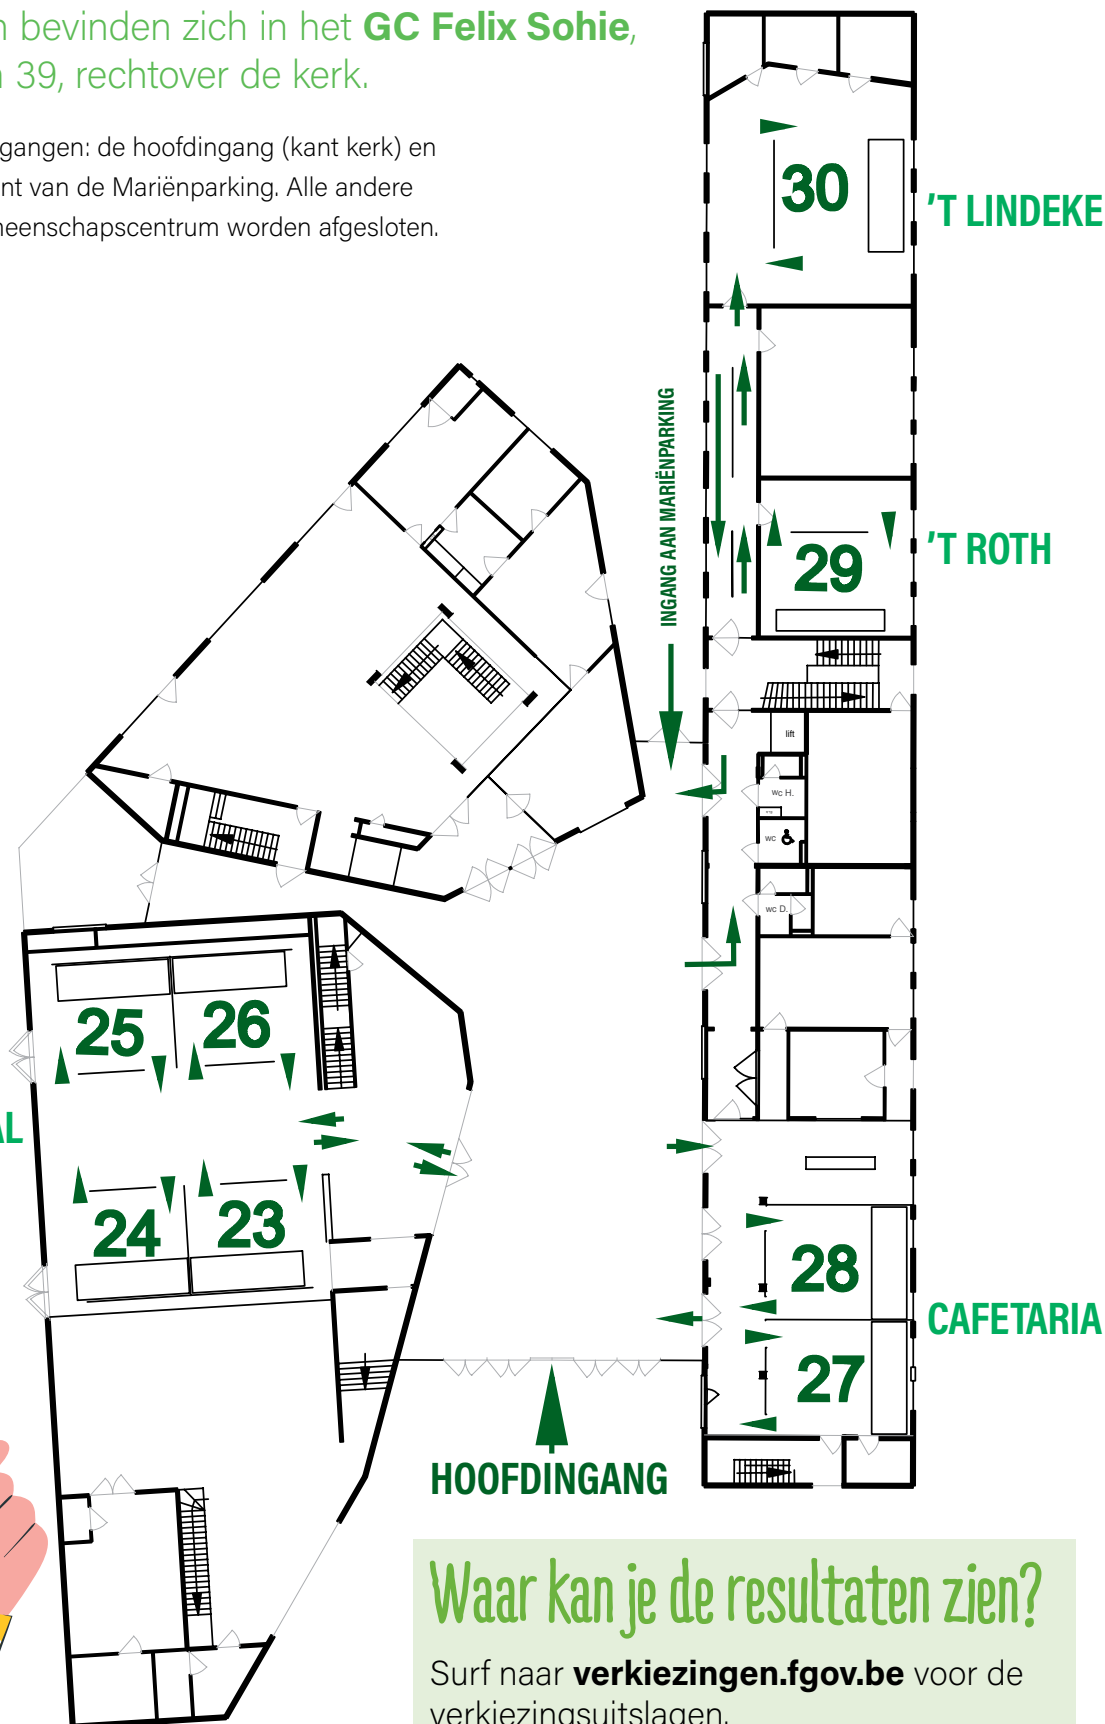 bevinden zich in het GC Felix Sohie,
39, rechtover de kerk.
gangen: de hoofdingang (kant kerk) en
nt van de Mariënparking. Alle andere
neenschapscentrum worden afgesloten.
30
'T LINDEKE
INGANG AAN MARIËNPARKING
29
'T ROTH
lift
wc H.
wc
wc D.
25 26
AL
24 23
28
CAFETARIA
27
HOOFDINGANG
Waar kan je de resultaten zien?
Surf naar verkiezingen.fgov.be voor de
verkiezingsuitslagen.